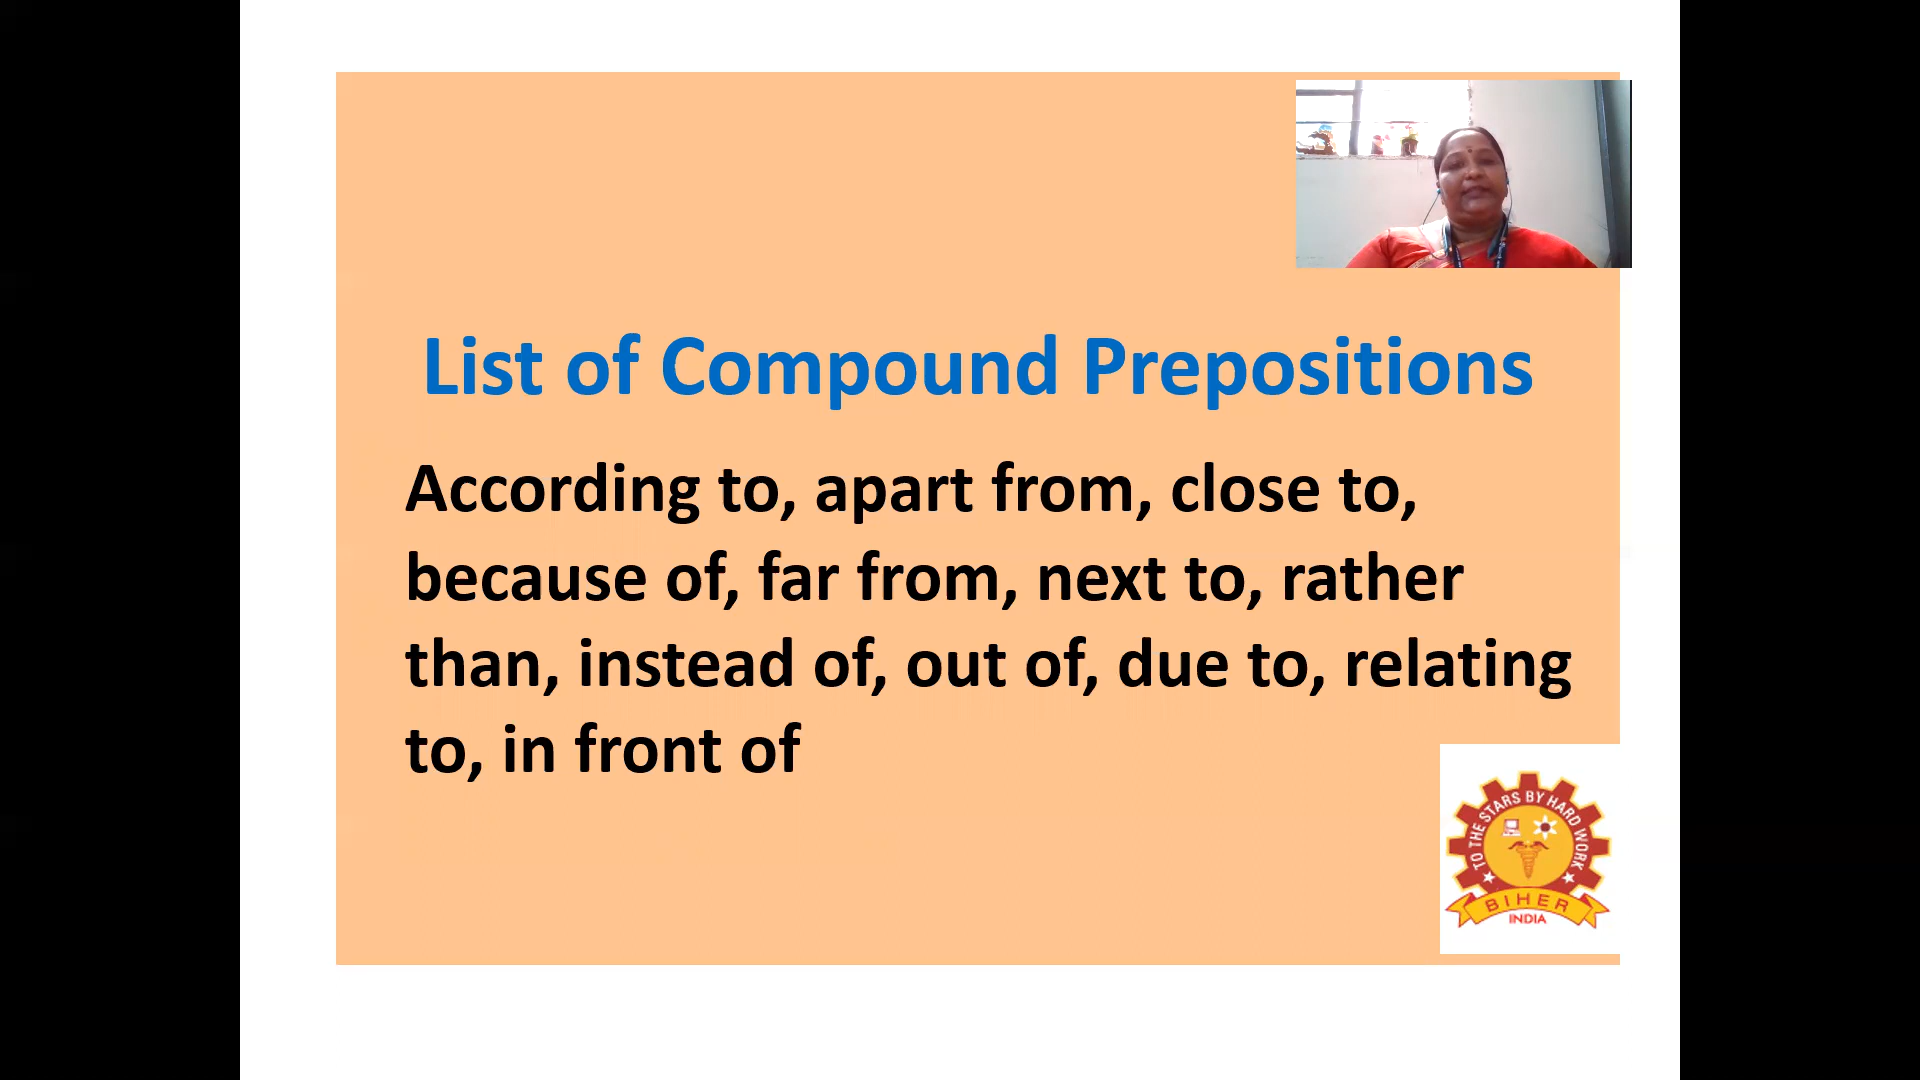 List of Compound Prepositions
According to, apart from, close to,
because of, far from, next to, rather
than, instead of, out of, due to, relating
to, in front of
TO THE STARS BY HARD WORK
BIHER
INDIA